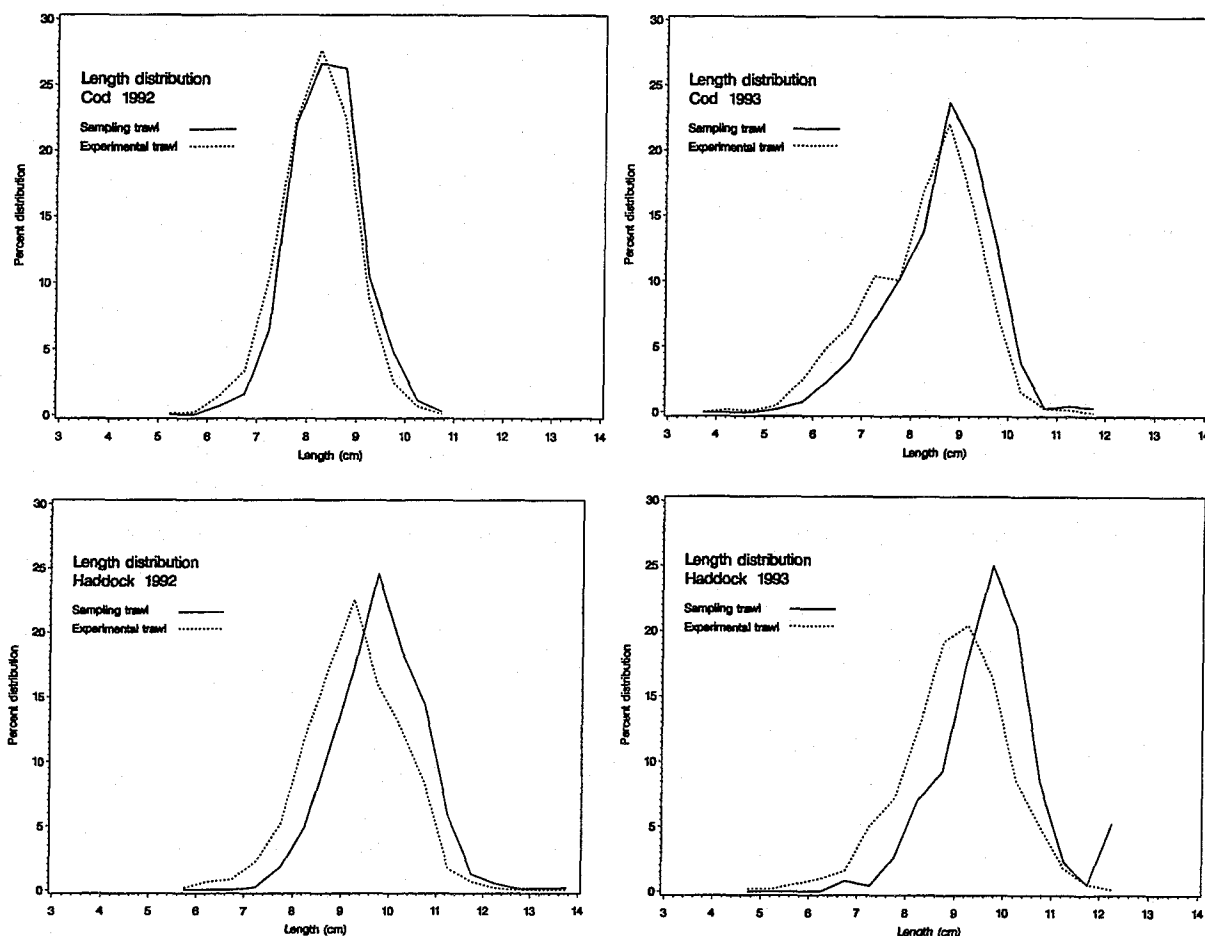 30
25
20
15
10
5
0
Percent distribution
Length distribution
Cod 1992
Sampling trawl
Experimental trawl
3 4 5 6 7 8 9 10 11 12 13 14
Length (cm)
30
25
20
15
10
5
0
Percent distribution
Length distribution
Cod 1993
Sampling trawl
Experimental trawl
3 4 5 6 7 8 9 10 11 12 13 14
Length (cm)
30
25
20
15
10
5
0
Percent distribution
Length distribution
Haddock 1992
Sampling trawl
Experimental trawl
3 4 5 6 7 8 9 10 11 12 13 14
Length (cm)
30
25
20
15
10
5
0
Percent distribution
Length distribution
Haddock 1993
Sampling trawl
Experimental trawl
3 4 5 6 7 8 9 10 11 12 13 14
Length (cm)